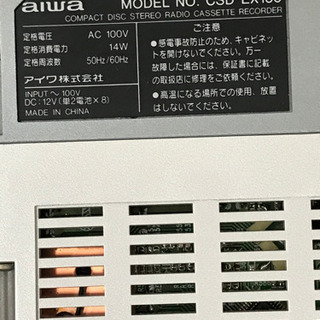 aiwa
MODEL NO. CSD-EX150
COMPACT DISC STEREO RADIO CASSETTE RECORDER
定格電圧 AC 100V
定格消費電力 14W
定格周波数 50Hz/60Hz
アイワ株式会社
INPUT ~ 100V
DC:12V(単2電池×8)
MADE IN CHINA
ご注意
●感電事故防止のため、キャビネッ
トを開けないでください。万一
故障した場合には、保証書に記載
の取扱店に修理をご依頼ください。
●高温になる場所での使用、放置
はしないでください。